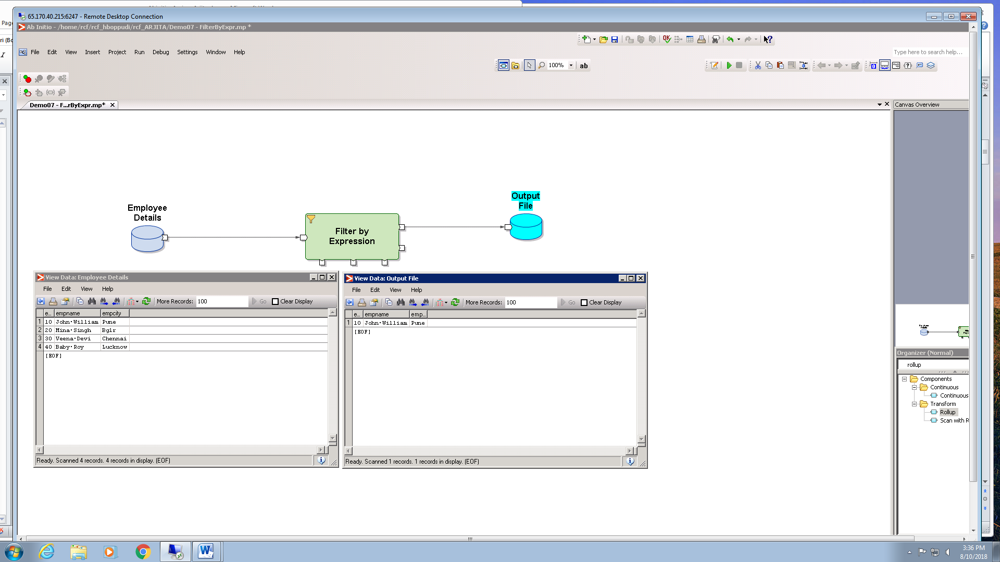 65.170.40.215:6247 - Remote Desktop Connection
Ab Initio - /home/rcf/rcf_hboppudi/rcf_ARJITA/Demo07 - FilterByExpr.mp *
File Edit View Insert Project Run Debug Settings Window Help
Type here to search help...
100%
ab
Demo07 - F...rByExpr.mp*
Canvas Overview
Employee
Details
Filter by
Expression
Output
File
View Data: Employee Details
File Edit View Help
More Records: 100 Go Clear Display
e... empname empcity
1 10 John·William Pune
2 20 Mina·Singh Bglr
3 30 Veena·Devi Chennai
4 40 Baby·Roy Lucknow
[EOF]
Ready. Scanned 4 records. 4 records in display. (EOF)
View Data: Output File
File Edit View Help
More Records: 100 Go Clear Display
e... empname emp...
1 10 John·William Pune
[EOF]
Ready. Scanned 1 records. 1 records in display. (EOF)
Organizer (Normal)
rollup
Components
Continuous
Continuous
Transform
Rollup
Scan with R
3:36 PM
8/10/2018